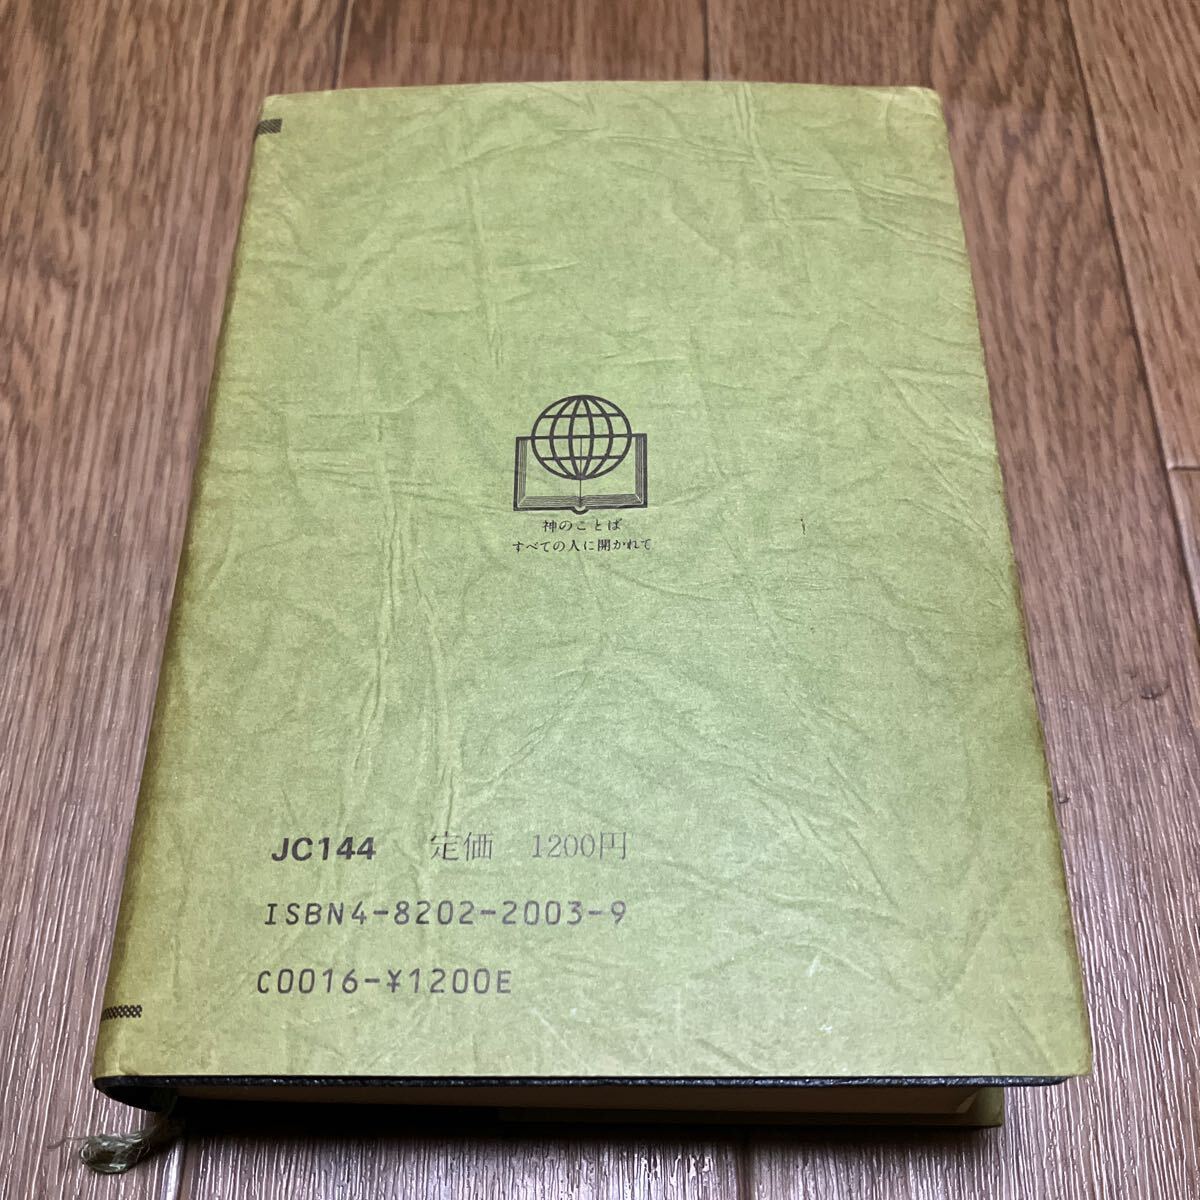 神のことば
すべての人に開かれて
JC144 定価 1200円
ISBN4-8202-2003-9
C0016-¥1200E